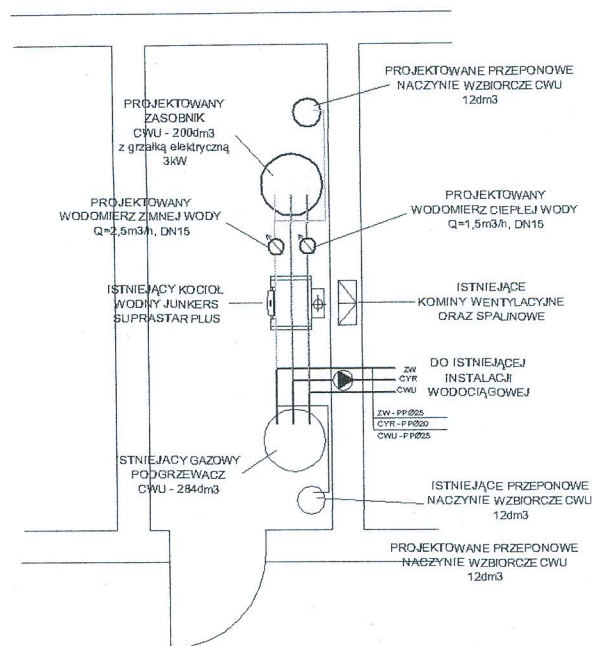 PROJEKTOWANE PRZEPONOWE
NACZYNIE WZBIORCZE CWU
12dm3
PROJEKTOWANY
ZASOBNIK
CWU - 200dm3
z grzałką elektryczną
3kW
PROJEKTOWANY
WODOMIERZ ZIMNEJ WODY
Q=2,5m3/h, DN15
PROJEKTOWANY
WODOMIERZ CIEPŁEJ WODY
Q=1,5m3/h, DN15
ISTNIEJĄCY KOCIOŁ
WODNY JUNKERS
SUPRASTAR PLUS
ISTNIEJĄCE
KOMINY WENTYLACYJNE
ORAZ SPALINOWE
ZW
CYR
CWU
DO ISTNIEJĄCEJ
INSTALACJI
WODOCIĄGOWEJ
ZW-PPØ25
CYR-PPØ20
CWU-PPØ25
ISTNIEJĄCY GAZOWY
PODGRZEWACZ
CWU - 284dm3
ISTNIEJĄCE PRZEPONOWE
NACZYNIE WZBIORCZE CWU
12dm3
PROJEKTOWANE PRZEPONOWE
NACZYNIE WZBIORCZE CWU
12dm3